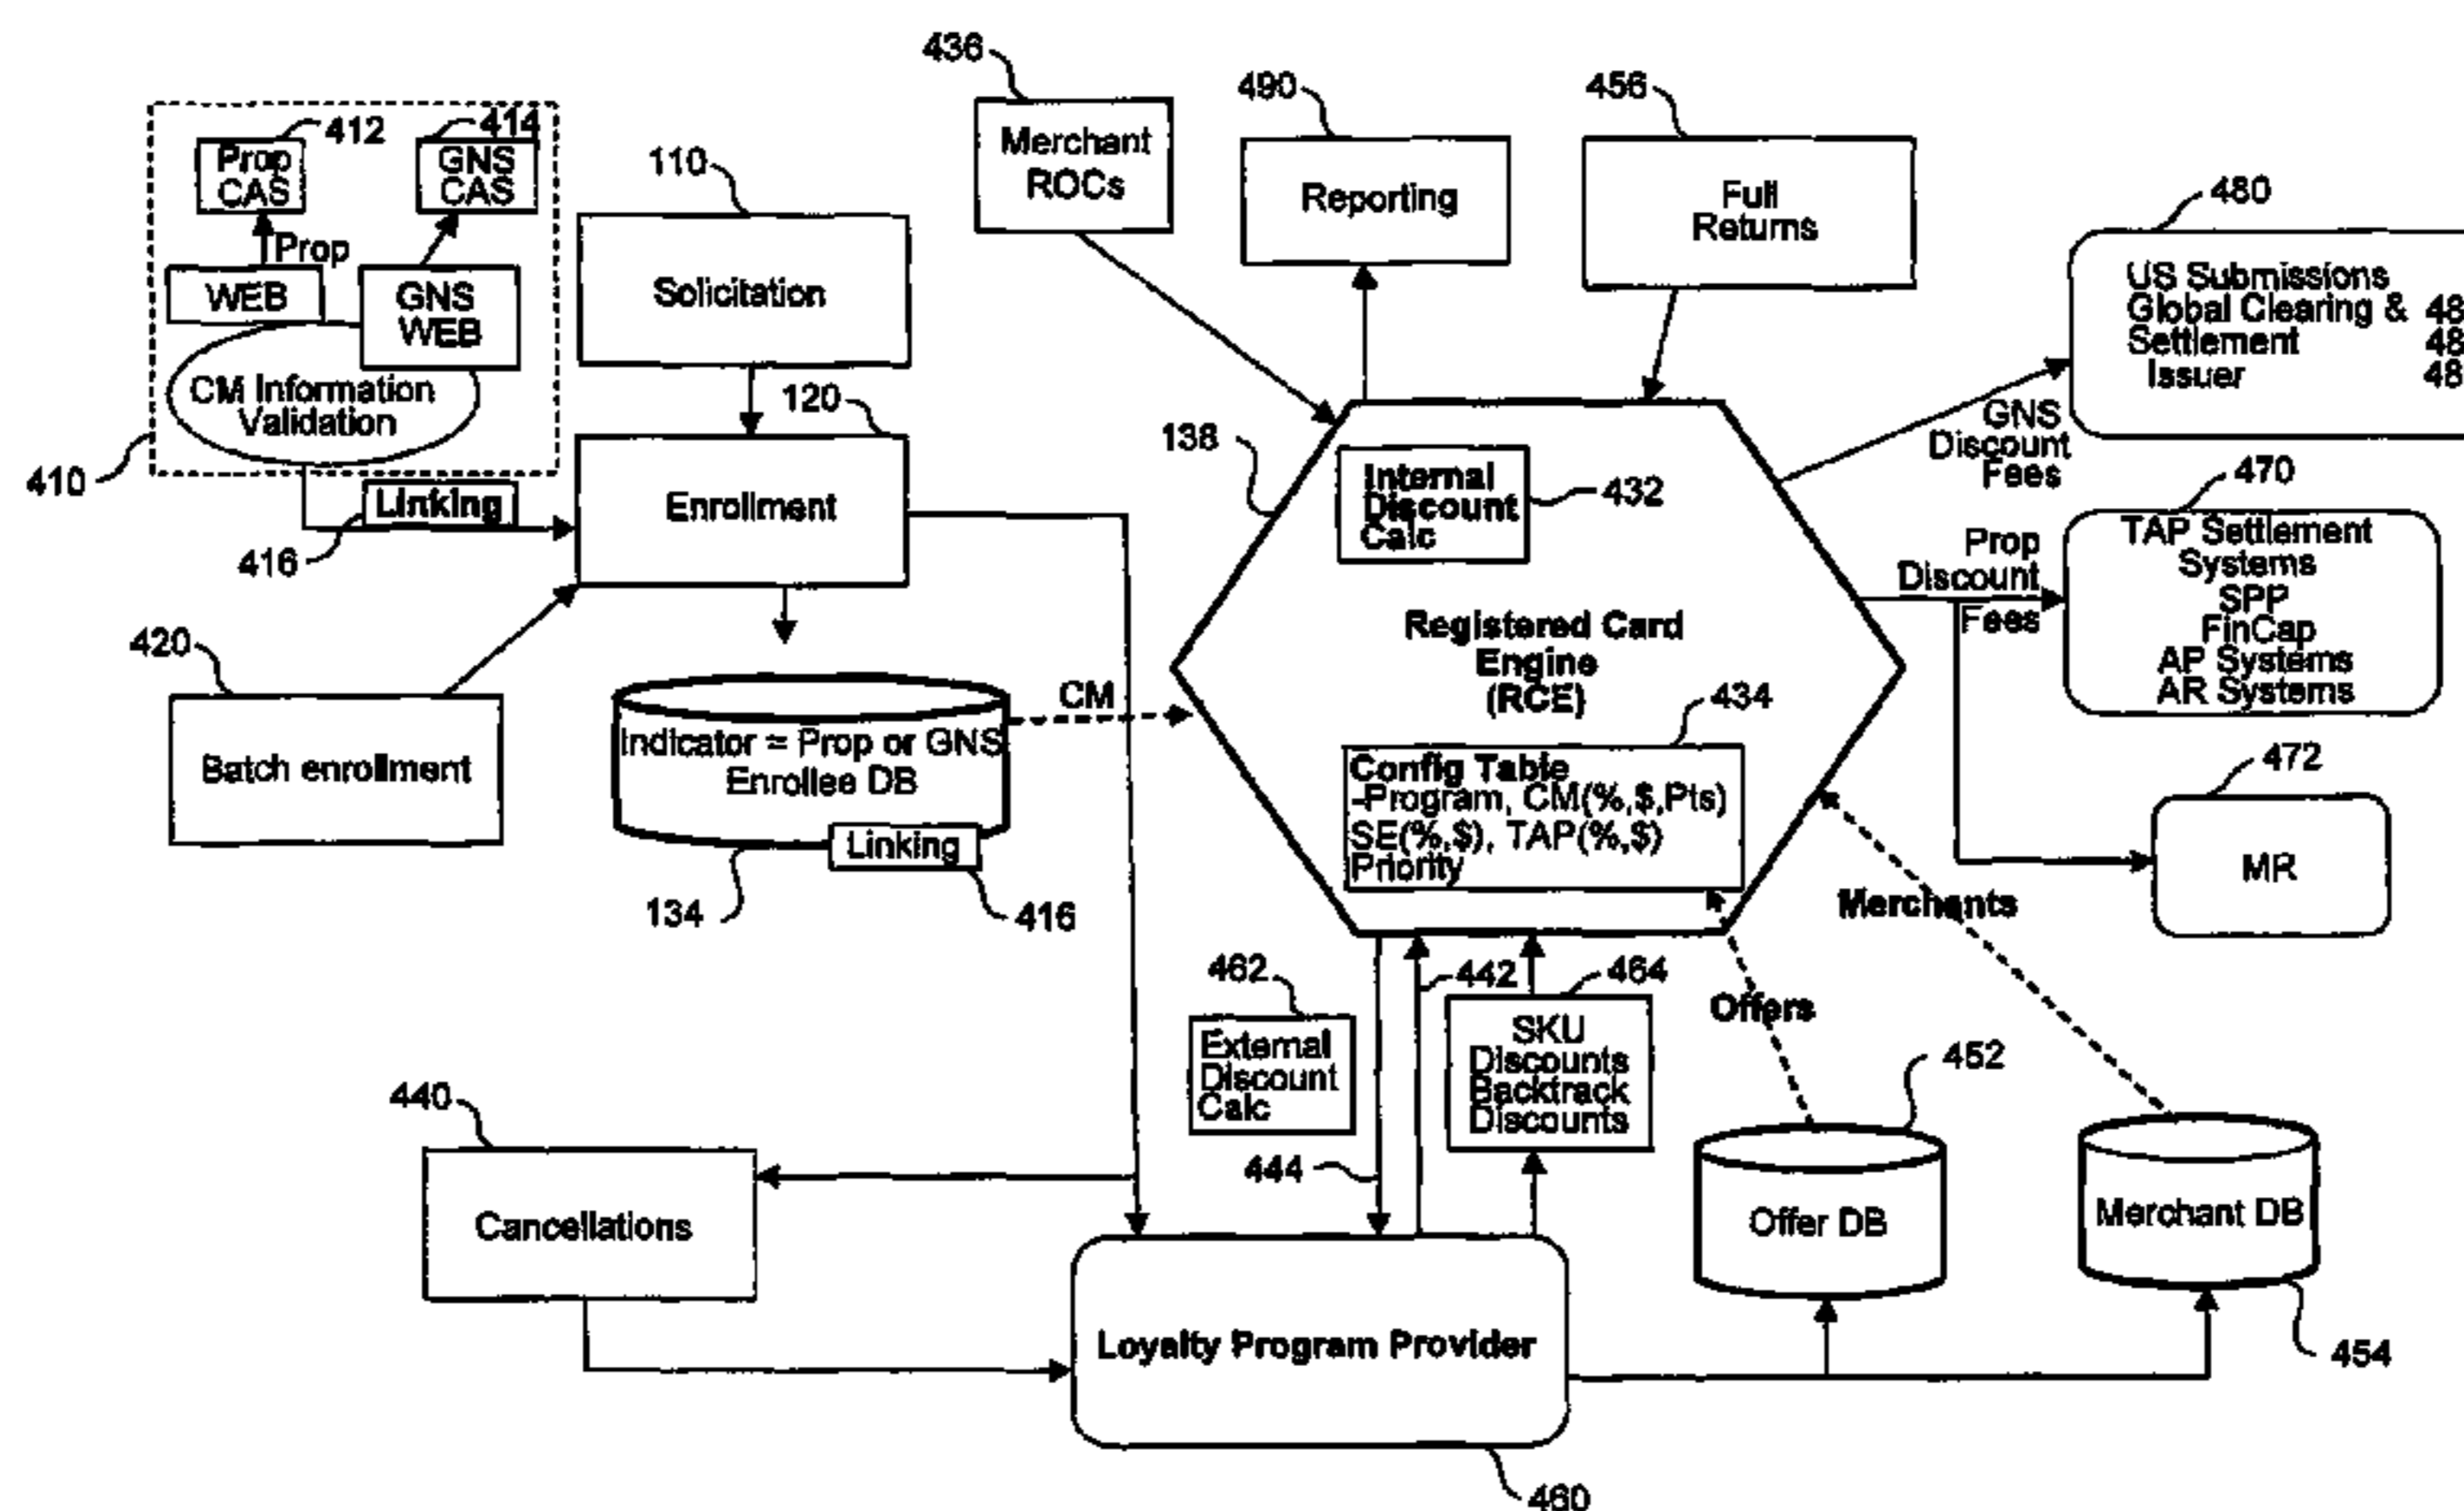 436
490
456
412
414
Prop
CAS
GNS
CAS
110
Merchant
ROCs
Reporting
Full
Returns
480
Prop
WEB
GNS
WEB
Solicitation
US Submissions
Global Clearing & 48
Settlement 48
Issuer 48
CM Information
Validation
120
138
GNS
Discount
Fees
410
Linking
416
Enrollment
Internal
Discount
Calc
432
470
Prop
Discount
Fees
TAP Settlement
Systems
SPP
FinCap
AP Systems
AR Systems
420
Batch enrollment
Indicator = Prop or GNS
Enrollee DB
Linking
134
416
CM
Registered Card
Engine
(RCE)
434
Config Table
-Program, CM(%,$,Pts)
SE(%,$), TAP(%,$)
Priority
472
MR
Merchants
462
442
464
External
Discount
Calc
SKU
Discounts
Backtrack
Discounts
Offers
452
440
444
Cancellations
Offer DB
Merchant DB
Loyalty Program Provider
454
460